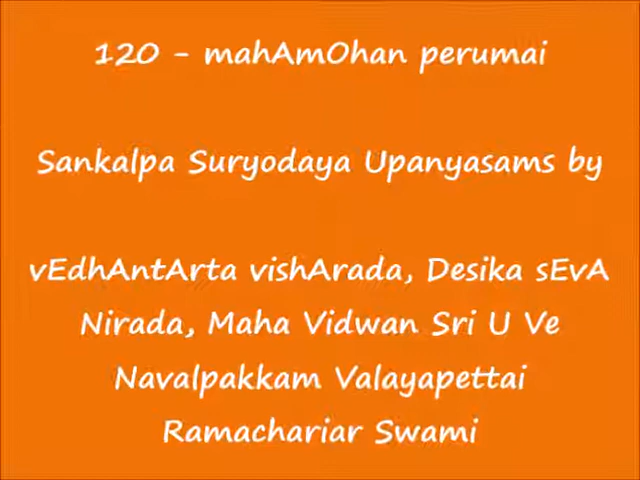 120 - mahAmOhan perumai
Sankalpa Suryodaya Upanyasams by
vEdhAntArta vishArada, Desika sEvA
Nirada, Maha Vidwan Sri U Ve
Navalpakkam Valayapettai
Ramachariar Swami